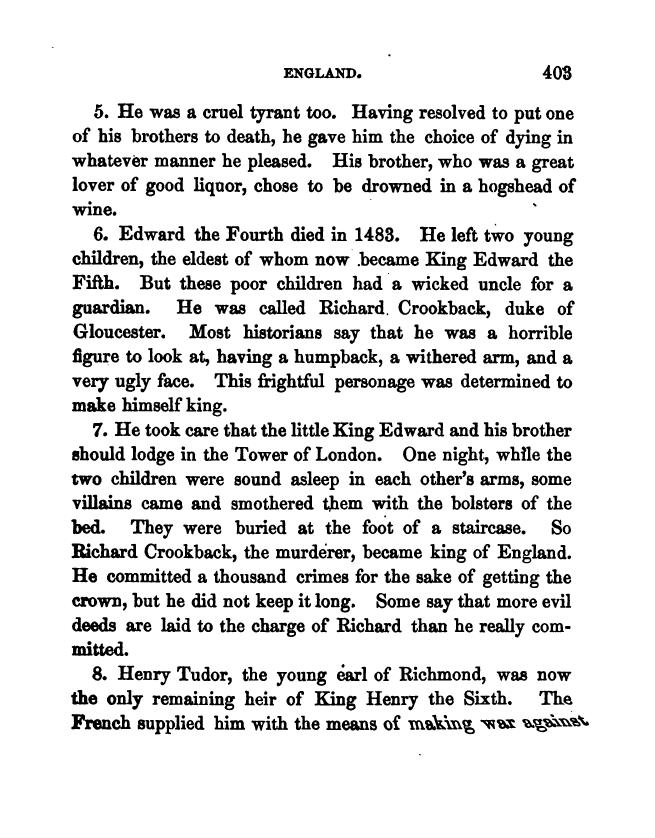 ENGLAND. 403
5. He was a cruel tyrant too. Having resolved to put one
of his brothers to death, he gave him the choice of dying in
whatever manner he pleased. His brother, who was a great
lover of good liquor, chose to be drowned in a hogshead of
wine.
6. Edward the Fourth died in 1483. He left two young
children, the eldest of whom now became King Edward the
Fifth. But these poor children had a wicked uncle for a
guardian. He was called Richard Crookback, duke of
Gloucester. Most historians say that he was a horrible
figure to look at, having a humpback, a withered arm, and a
very ugly face. This frightful personage was determined to
make himself king.
7. He took care that the little King Edward and his brother
should lodge in the Tower of London. One night, while the
two children were sound asleep in each other's arms, some
villains came and smothered them with the bolsters of the
bed. They were buried at the foot of a staircase. So
Richard Crookback, the murderer, became king of England.
He committed a thousand crimes for the sake of getting the
crown, but he did not keep it long. Some say that more evil
deeds are laid to the charge of Richard than he really com-
mitted.
8. Henry Tudor, the young earl of Richmond, was now
the only remaining heir of King Henry the Sixth. The
French supplied him with the means of making war against